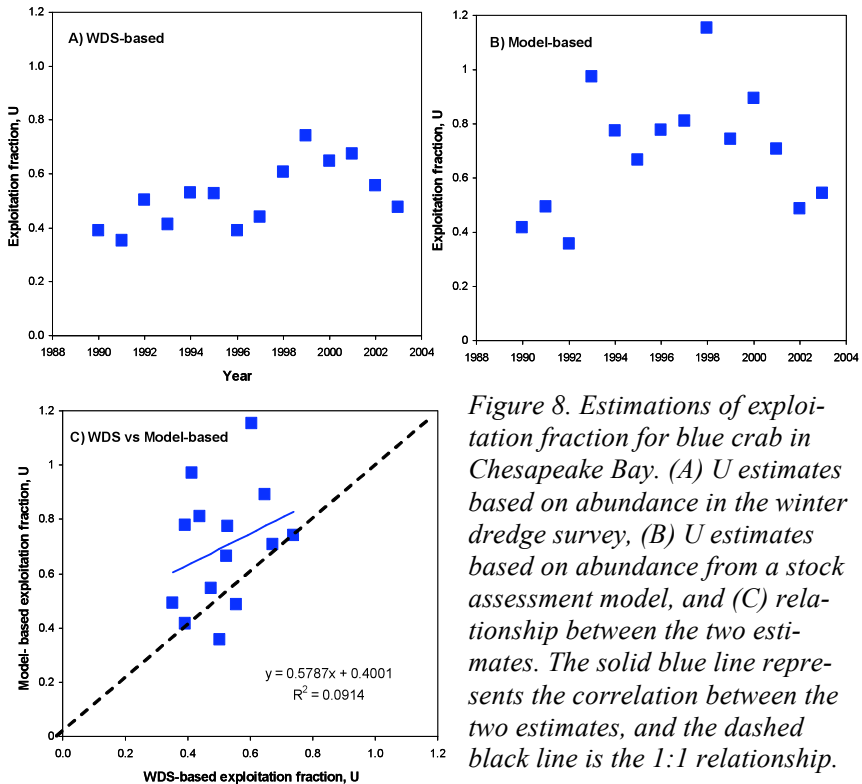 A) WDS-based
Exploitation fraction, U
1.2
1.0
0.8
0.6
0.4
0.2
0.0
1988 1990 1992 1994 1996 1998 2000 2002 2004
Year
B) Model-based
Exploitation fraction, U
1.2
1
0.8
0.6
0.4
0.2
0
1988 1990 1992 1994 1996 1998 2000 2002 2004
C) WDS vs Model-based
Model- based exploitation fraction, U
1.2
1
0.8
0.6
0.4
0.2
0
y = 0.5787x + 0.4001
R2 = 0.0914
0.0 0.2 0.4 0.6 0.8 1.0 1.2
WDS-based exploitation fraction, U
Figure 8. Estimations of exploi-
tation fraction for blue crab in
Chesapeake Bay. (A) U estimates
based on abundance in the winter
dredge survey, (B) U estimates
based on abundance from a stock
assessment model, and (C) rela-
tionship between the two esti-
mates. The solid blue line repre-
sents the correlation between the
two estimates, and the dashed
black line is the 1:1 relationship.